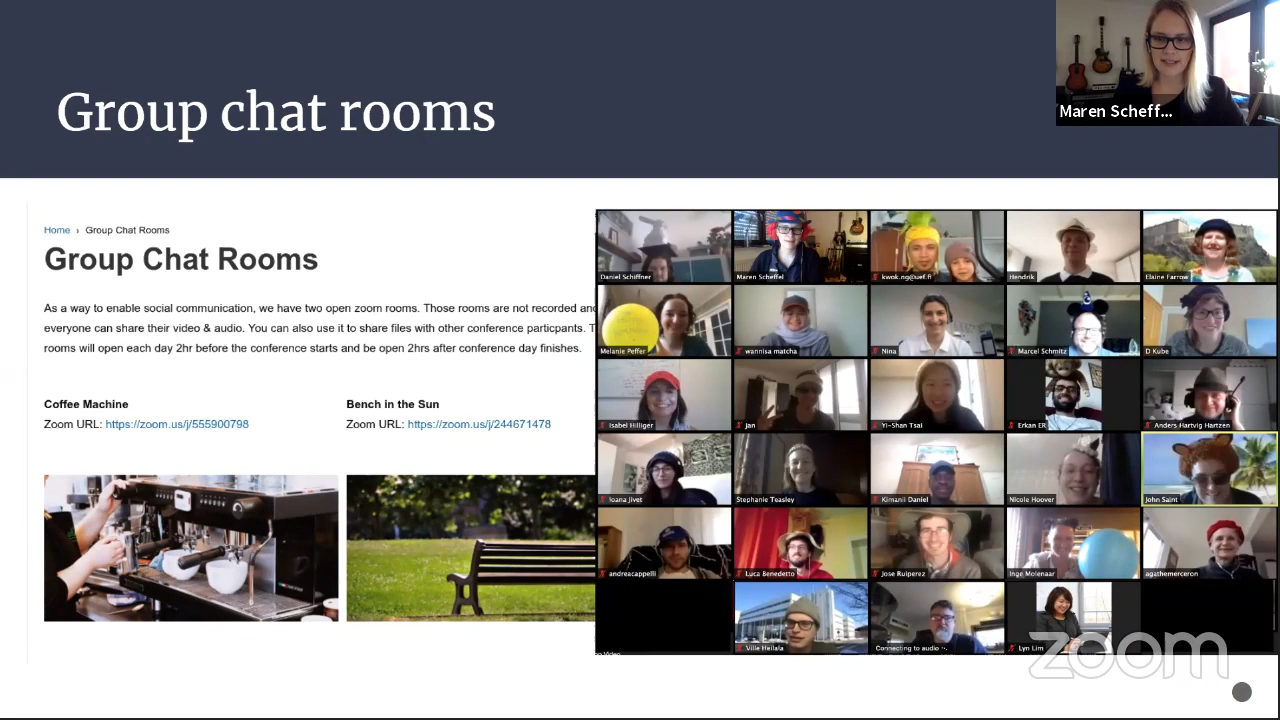 Group chat rooms
Maren Scheff...
Home › Group Chat Rooms
Group Chat Rooms
As a way to enable social communication, we have two open zoom rooms. Those rooms are not recorded and
everyone can share their video & audio. You can also use it to share files with other conference particpants. T
rooms will open each day 2hr before the conference starts and be open 2hrs after conference day finishes.
Coffee Machine
Zoom URL: https://zoom.us/j/555900798
Bench in the Sun
Zoom URL: https://zoom.us/j/244671478
Daniel Schiffner
Maren Scheffel
kwok.ng@uef.fi
Hendrik
Elaine Farrow
Melanie Peffer
wannisa matcha
Nina
Marcel Schmitz
D Kube
Isabel Hilliger
Jan
Yi-Shan Tsai
Erkan ER
Anders Hartvig Hartzen
Ioana Jivet
Stephanie Teasley
Kimanii Daniel
Nicole Hoover
John Saint
andreacappelli
Luca Benedetto
Jose Ruiperez
Inge Molenaar
agathemerceron
Ville Heilala
Connecting to audio
Lyn Lim
zoom